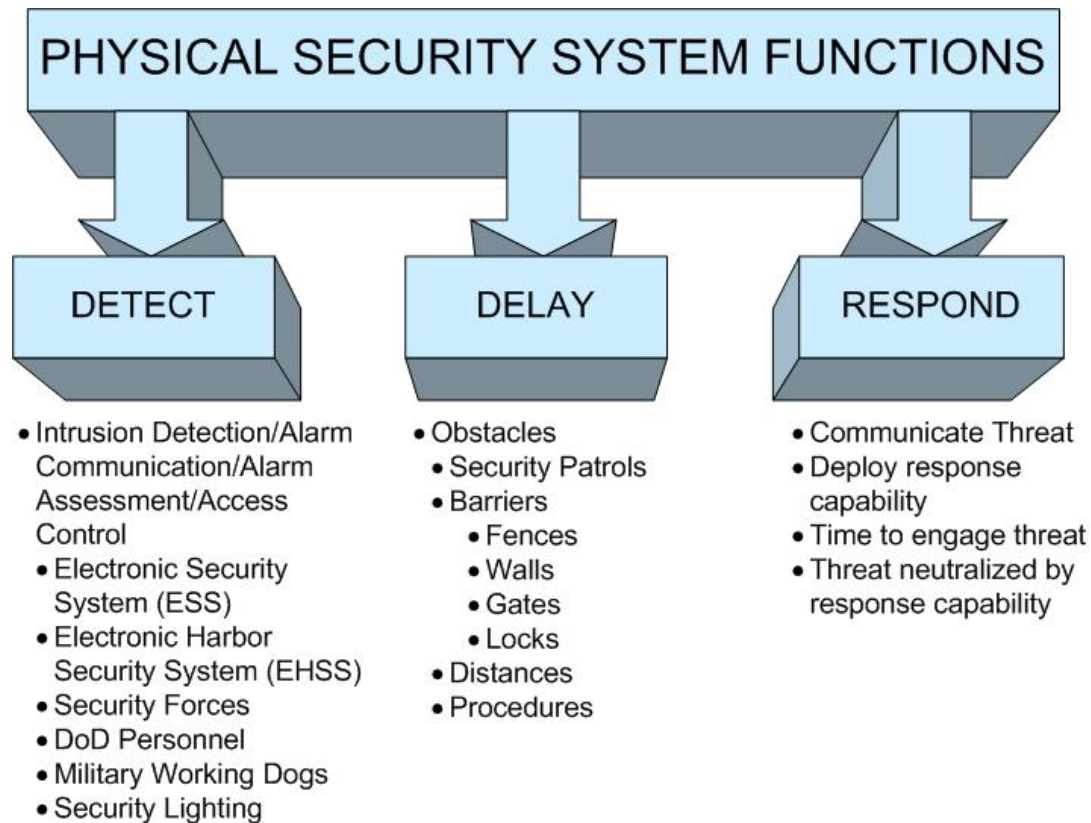 PHYSICAL SECURITY SYSTEM FUNCTIONS
DETECT
• Intrusion Detection/Alarm
Communication/Alarm
Assessment/Access
Control
• Electronic Security
System (ESS)
• Electronic Harbor
Security System (EHSS)
• Security Forces
• DoD Personnel
• Military Working Dogs
• Security Lighting
DELAY
• Obstacles
• Security Patrols
• Barriers
• Fences
• Walls
• Gates
• Locks
• Distances
• Procedures
RESPOND
• Communicate Threat
• Deploy response
capability
• Time to engage threat
• Threat neutralized by
response capability